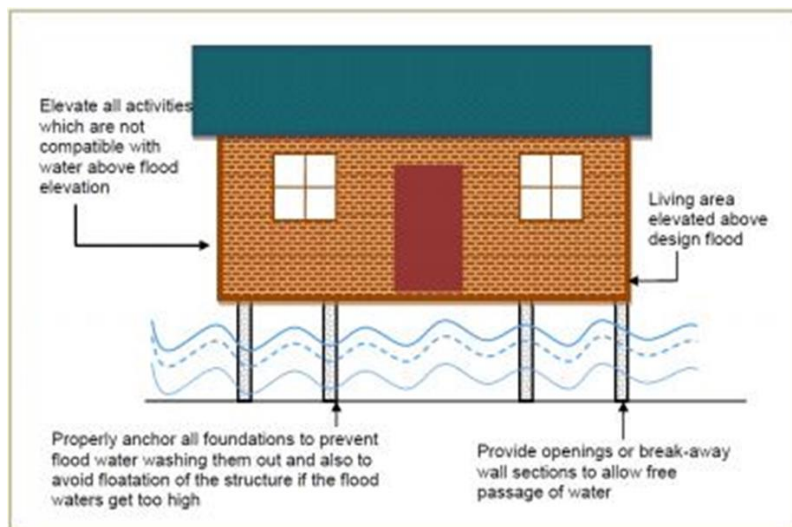 Elevate all activities
which are not
compatible with
water above flood
elevation
Living area
elevated above
design flood
Properly anchor all foundations to prevent
flood water washing them out and also to
avoid floatation of the structure if the flood
waters get too high
Provide openings or break-away
wall sections to allow free
passage of water